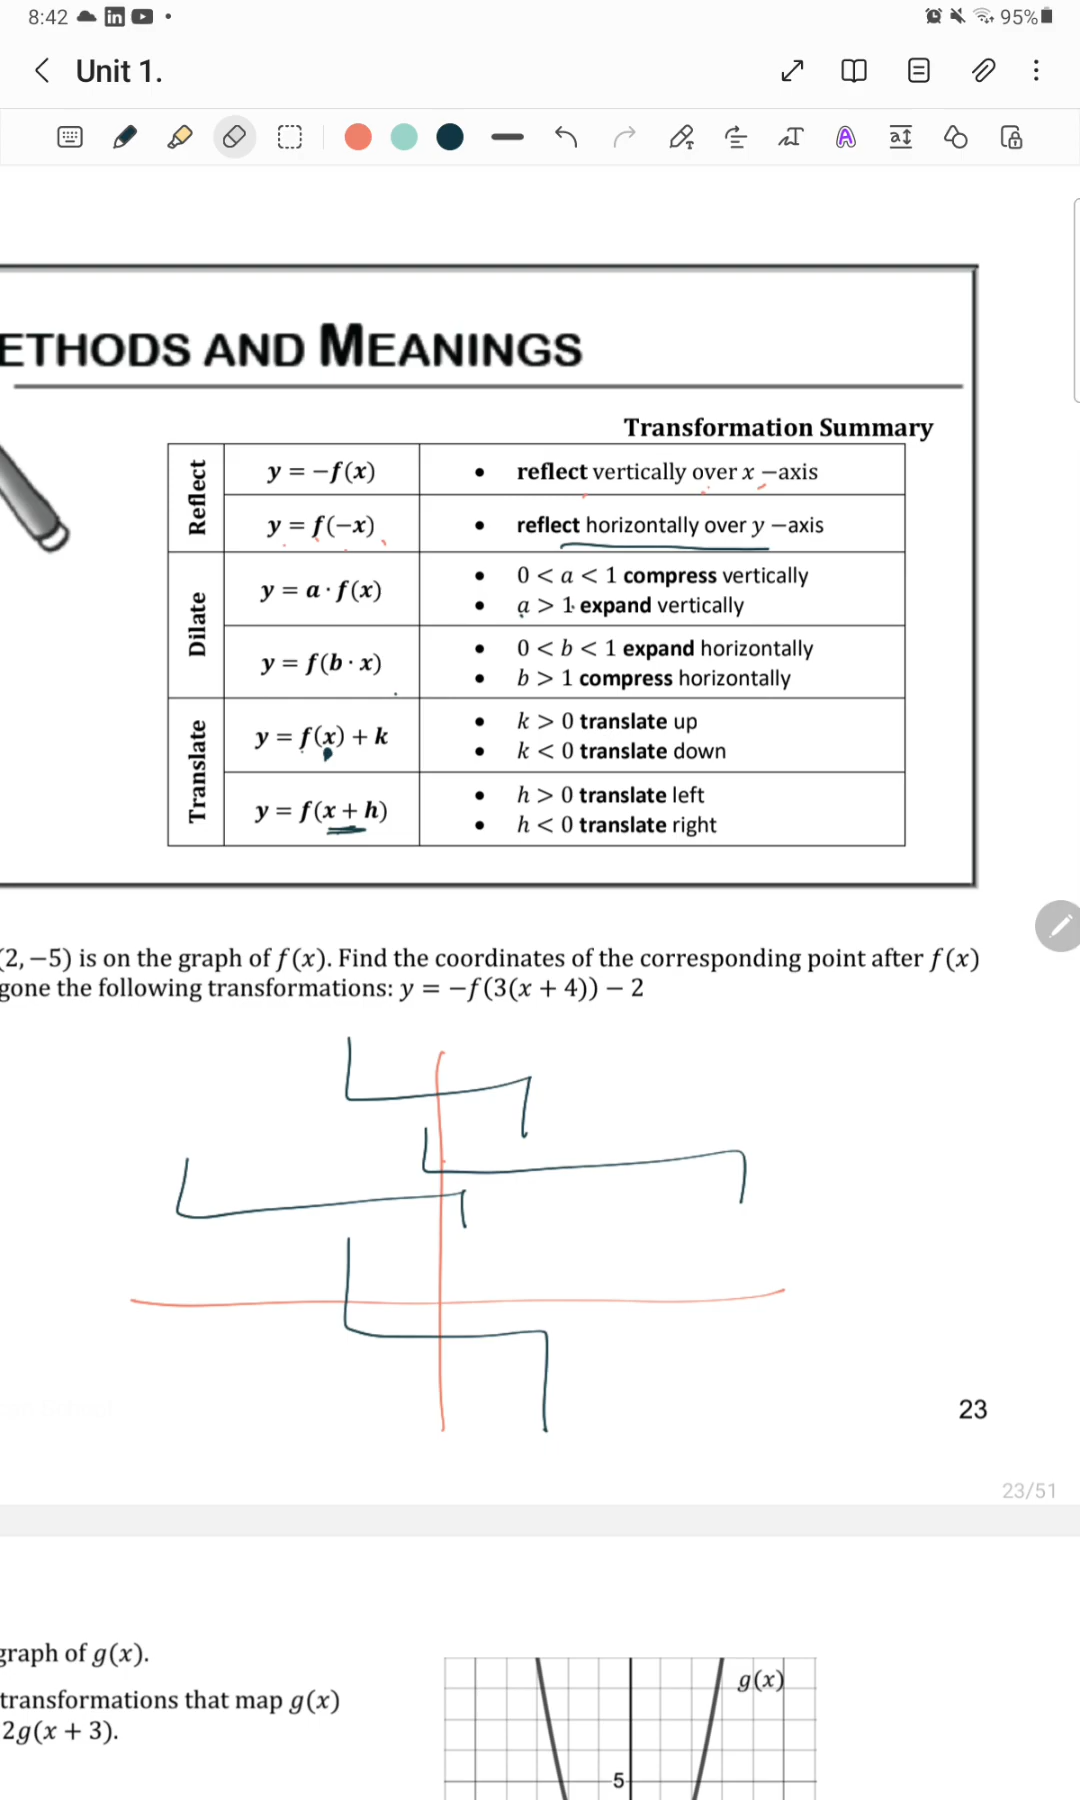 8:42
95%
Unit 1.
ETHODS AND MEANINGS
Transformation Summary
Reflect
y = −f(x)
• reflect vertically over x −axis
y = f(−x)
• reflect horizontally over y −axis
Dilate
y = a · f(x)
• 0 < a < 1 compress vertically
• a > 1 expand vertically
y = f(b · x)
• 0 < b < 1 expand horizontally
• b > 1 compress horizontally
Translate
y = f(x) + k
• k > 0 translate up
• k < 0 translate down
y = f(x + h)
• h > 0 translate left
• h < 0 translate right
(2, −5) is on the graph of f(x). Find the coordinates of the corresponding point after f(x)
gone the following transformations: y = −f(3(x + 4)) − 2
23
23/51
graph of g(x).
transformations that map g(x)
2g(x + 3).
g(x)
5